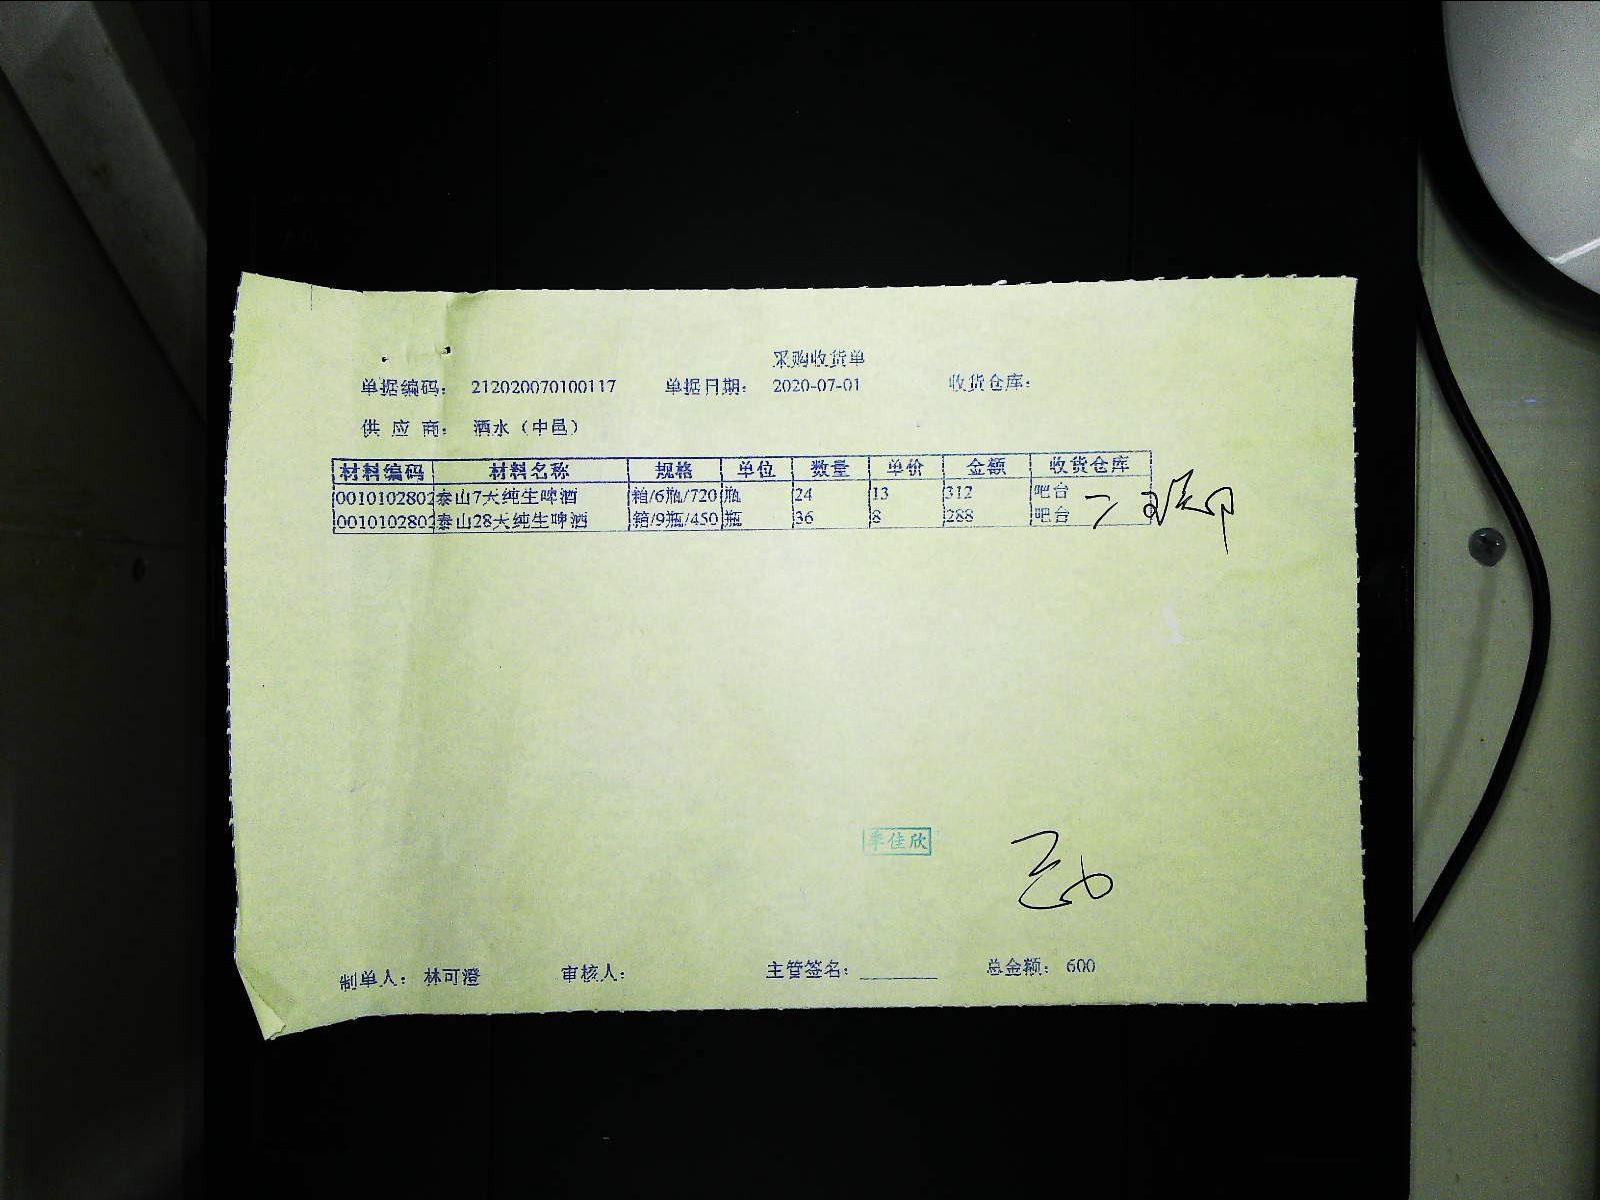 采购收货单
单据编码： 212020070100117 单据日期： 2020-07-01 收货仓库：
供 应 商： 酒水（中邑）
材料编码 材料名称 规格 单位 数量 单价 金额 收货仓库
0010102802 泰山7天纯生啤酒 箱/6瓶/720 瓶 24 13 312 吧台
0010102802 泰山28天纯生啤酒 箱/9瓶/450 瓶 36 8 288 吧台
季佳欣
制单人： 林可澄 审核人： 主管签名： 总金额： 600